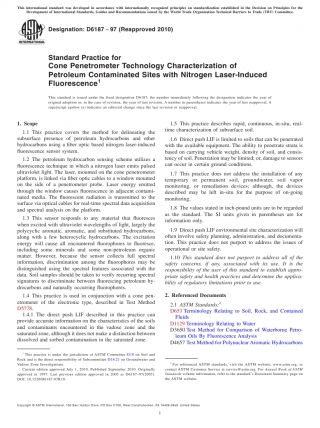 This international standard was developed in accordance with internationally recognized principles on standardization established in the Decision on Principles for the
Development of International Standards, Guides and Recommendations issued by the World Trade Organization Technical Barriers to Trade (TBT) Committee.
Designation: D6187 – 97 (Reapproved 2010)
Standard Practice for
Cone Penetrometer Technology Characterization of
Petroleum Contaminated Sites with Nitrogen Laser-Induced
Fluorescence1
This standard is issued under the fixed designation D6187; the number immediately following the designation indicates the year of
original adoption or, in the case of revision, the year of last revision. A number in parentheses indicates the year of last reapproval. A
superscript epsilon (ε) indicates an editorial change since the last revision or reapproval.
1. Scope
1.1 This practice covers the method for delineating the
subsurface presence of petroleum hydrocarbons and other
hydrocarbons using a fiber optic based nitrogen laser-induced
fluorescence sensor system.
1.2 The petroleum hydrocarbon sensing scheme utilizes a
fluorescence technique in which a nitrogen laser emits pulsed
ultraviolet light. The laser, mounted on the cone penetrometer
platform, is linked via fiber optic cables to a window mounted
on the side of a penetrometer probe. Laser energy emitted
through the window causes fluorescence in adjacent contami-
nated media. The fluorescent radiation is transmitted to the
surface via optical cables for real-time spectral data acquisition
and spectral analysis on the platform.
1.3 This sensor responds to any material that fluoresces
when excited with ultraviolet wavelengths of light, largely the
polycyclic aromatic, aromatic, and substituted hydrocarbons,
along with a few heterocyclic hydrocarbons. The excitation
energy will cause all encountered fluorophores to fluoresce,
including some minerals and some non-petroleum organic
matter. However, because the sensor collects full spectral
information, discrimination among the fluorophores may be
distinguished using the spectral features associated with the
data. Soil samples should be taken to verify recurring spectral
signatures to discriminate between fluorescing petroleum hy-
drocarbons and naturally occurring fluorophores.
1.4 This practice is used in conjunction with a cone pen-
etrometer of the electronic type, described in Test Method
D5778.
1.4.1 The direct push LIF described in this practice can
provide accurate information on the characteristics of the soils
and contaminants encountered in the vadose zone and the
saturated zone, although it does not make a distinction between
dissolved and sorbed contamination in the saturated zone.
1.5 This practice describes rapid, continuous, in-situ, real-
time characterization of subsurface soil.
1.6 Direct push LIF is limited to soils that can be penetrated
with the available equipment. The ability to penetrate strata is
based on carrying vehicle weight, density of soil, and consis-
tency of soil. Penetration may be limited; or, damage to sensors
can occur in certain ground conditions.
1.7 This practice does not address the installation of any
temporary or permanent soil, groundwater, soil vapor
monitoring, or remediation devices; although, the devices
described may be left in-situ for the purpose of on-going
monitoring.
1.8 The values stated in inch-pound units are to be regarded
as the standard. The SI units given in parentheses are for
information only.
1.9 Direct push LIF environmental site characterization will
often involve safety planning, administration, and documenta-
tion. This practice does not purport to address the issues of
operational or site safety.
1.10 This standard does not purport to address all of the
safety concerns, if any, associated with its use. It is the
responsibility of the user of this standard to establish appro-
priate safety and health practices and determine the applica-
bility of regulatory limitations prior to use.
2. Referenced Documents
2.1 ASTM Standards:2
D653 Terminology Relating to Soil, Rock, and Contained
Fluids
D1129 Terminology Relating to Water
D3650 Test Method for Comparison of Waterborne Petro-
leum Oils By Fluorescence Analysis
D4657 Test Method for Polynuclear Aromatic Hydrocarbons
1 This practice is under the jurisdiction of ASTM Committee D18 on Soil and
Rock and is the direct responsibility of Subcommittee D18.21 on Groundwater and
Vadose Zone Investigations.
Current edition approved July 1, 2010. Published September 2010. Originally
approved in 1997. Last previous edition approved in
2 For referenced ASTM standards, visit the ASTM website, www.astm.org, or
contact ASTM Customer Service at service@astm.org. For Annual Book of ASTM
Standards volume information, refer to the standard's Document Summary page on
the ASTM website.
Copyright © ASTM International, 100 Barr Harbor Drive, PO Box C700, West Conshohocken, PA 19428-2959. United States
1